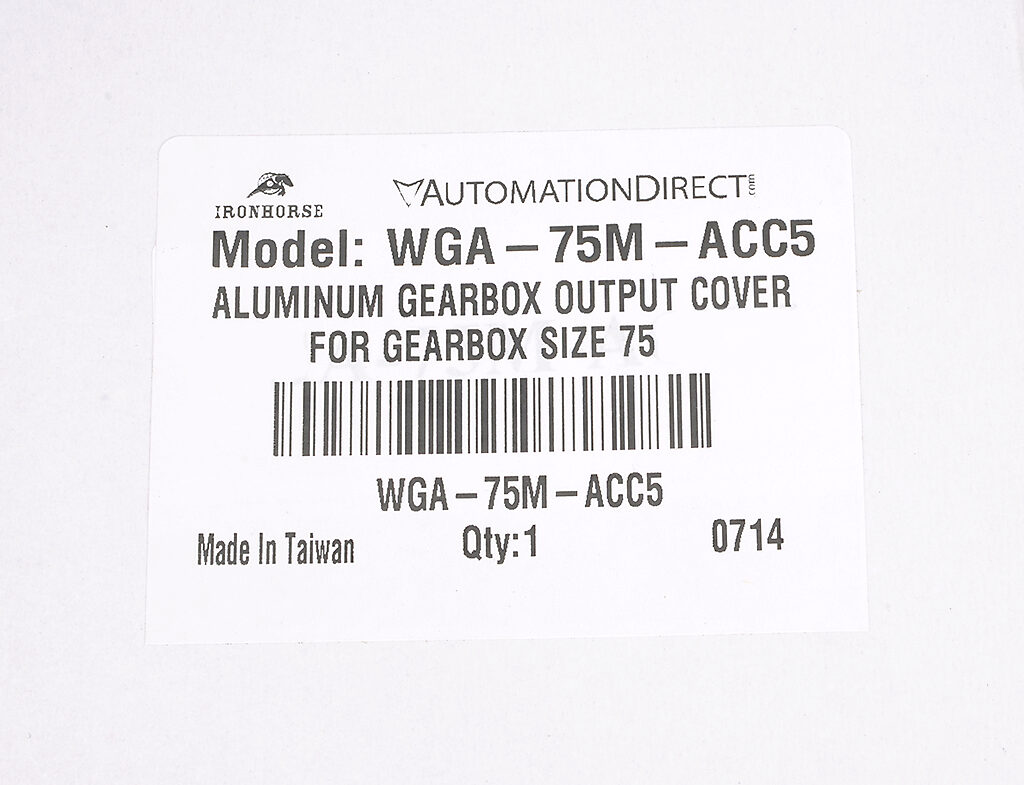 IRONHORSE
AUTOMATIONDIRECT.com
Model: WGA-75M-ACC5
ALUMINUM GEARBOX OUTPUT COVER
FOR GEARBOX SIZE 75
WGA-75M-ACC5
Made In Taiwan Qty:1 0714